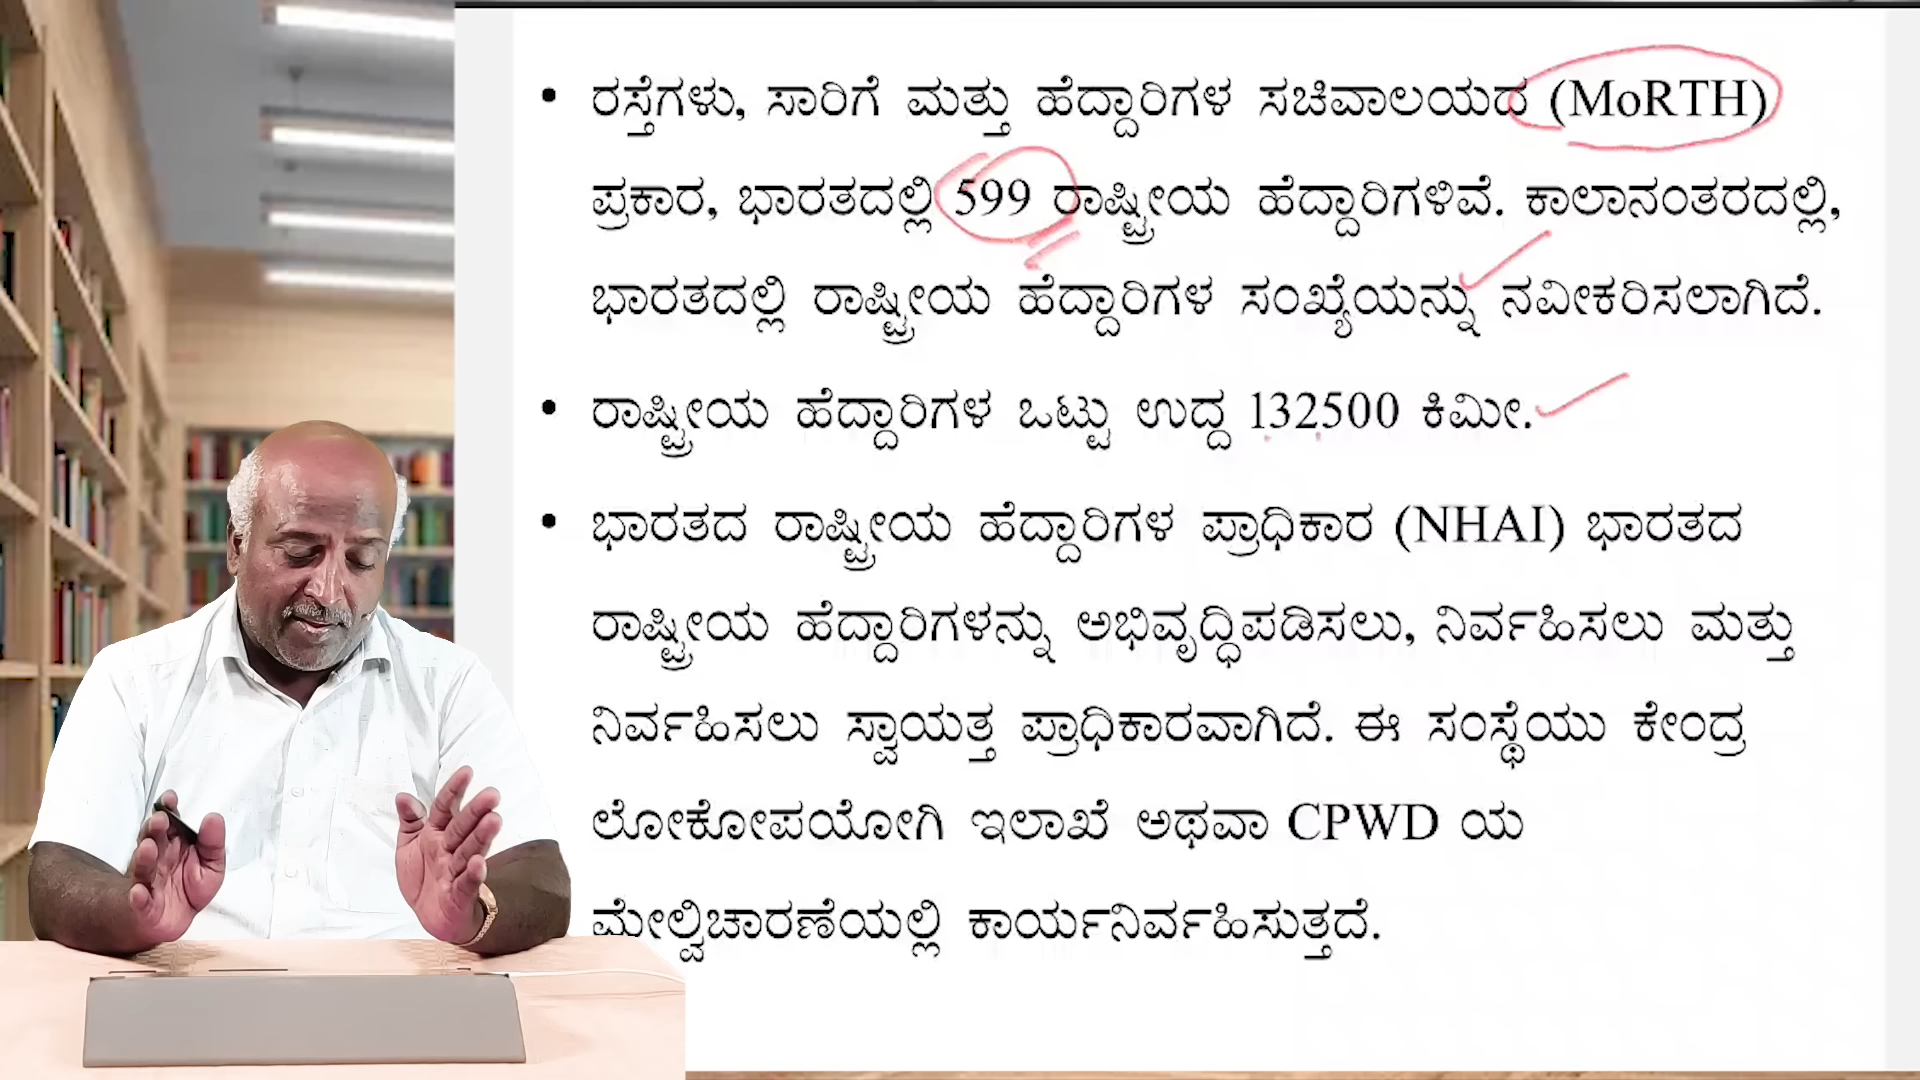 • ರಸ್ತೆಗಳು, ಸಾರಿಗೆ ಮತ್ತು ಹೆದ್ದಾರಿಗಳ ಸಚಿವಾಲಯದ (MoRTH)
ಪ್ರಕಾರ, ಭಾರತದಲ್ಲಿ 599 ರಾಷ್ಟ್ರೀಯ ಹೆದ್ದಾರಿಗಳಿವೆ. ಕಾಲಾನಂತರದಲ್ಲಿ,
ಭಾರತದಲ್ಲಿ ರಾಷ್ಟ್ರೀಯ ಹೆದ್ದಾರಿಗಳ ಸಂಖ್ಯೆಯನ್ನು ನವೀಕರಿಸಲಾಗಿದೆ.
• ರಾಷ್ಟ್ರೀಯ ಹೆದ್ದಾರಿಗಳ ಒಟ್ಟು ಉದ್ದ 132500 ಕಿಮೀ.
• ಭಾರತದ ರಾಷ್ಟ್ರೀಯ ಹೆದ್ದಾರಿಗಳ ಪ್ರಾಧಿಕಾರ (NHAI) ಭಾರತದ
ರಾಷ್ಟ್ರೀಯ ಹೆದ್ದಾರಿಗಳನ್ನು ಅಭಿವೃದ್ಧಿಪಡಿಸಲು, ನಿರ್ವಹಿಸಲು ಮತ್ತು
ನಿರ್ವಹಿಸಲು ಸ್ವಾಯತ್ತ ಪ್ರಾಧಿಕಾರವಾಗಿದೆ. ಈ ಸಂಸ್ಥೆಯು ಕೇಂದ್ರ
ಲೋಕೋಪಯೋಗಿ ಇಲಾಖೆ ಅಥವಾ CPWD ಯ
ಮೇಲ್ವಿಚಾರಣೆಯಲ್ಲಿ ಕಾರ್ಯನಿರ್ವಹಿಸುತ್ತದೆ.